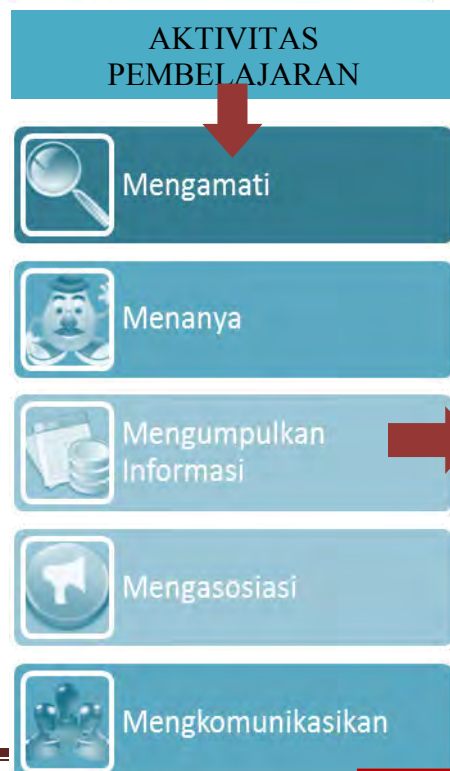 AKTIVITAS
PEMBELAJARAN
Mengamati
Menanya
Mengumpulkan
Informasi
Mengasosiasi
Mengkomunikasikan